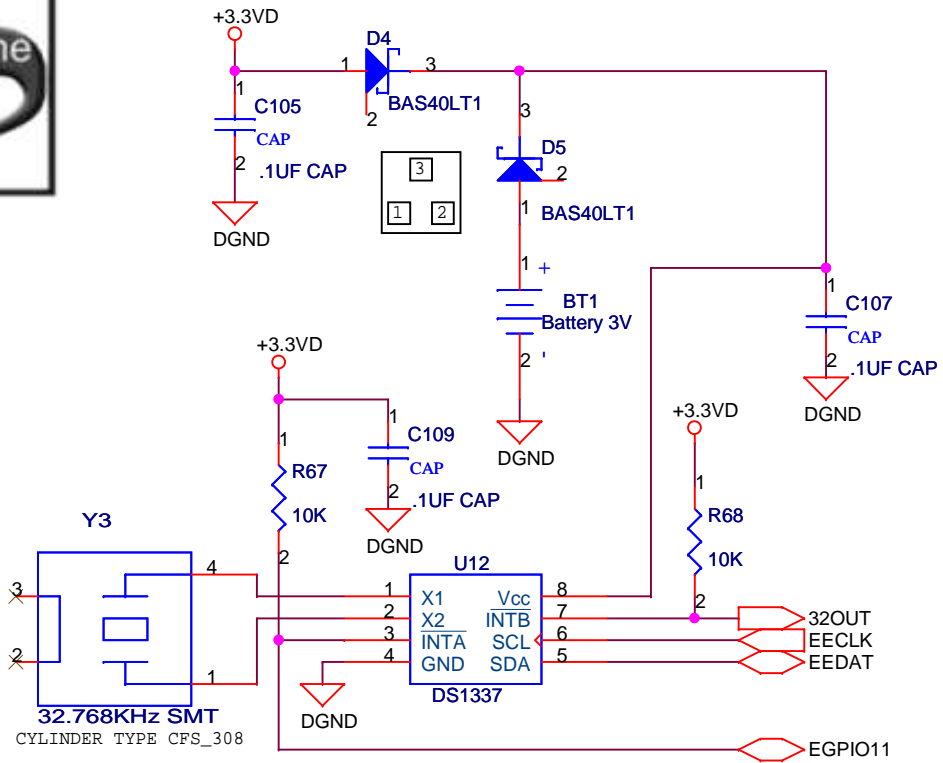 ne
+3.3VD
D4
1
3
BAS40LT1
2
1
C105
CAP
2
.1UF CAP
DGND
3
1
2
3
D5
2
1
BAS40LT1
1
+
BT1
Battery 3V
2
-
DGND
1
C107
CAP
2
.1UF CAP
DGND
+3.3VD
1
C109
CAP
2
.1UF CAP
DGND
1
R67
10K
2
+3.3VD
1
R68
10K
2
Y3
4
3
2
1
32.768KHz SMT
CYLINDER TYPE CFS_308
U12
1
X1
Vcc
8
2
X2
INTB
7
3
INTA
SCL
6
4
GND
SDA
5
DS1337
DGND
32OUT
EECLK
EEDAT
EGPIO11